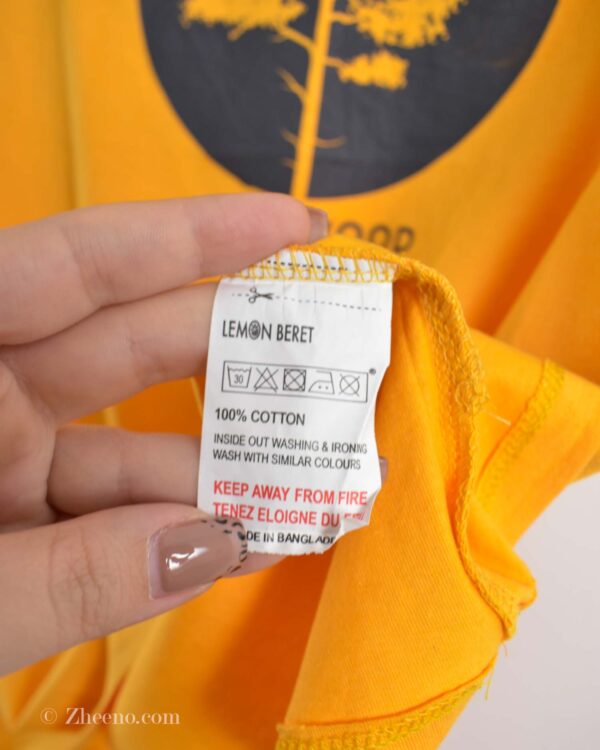 LEMON BERET
30
100% COTTON
INSIDE OUT WASHING & IRONING
WASH WITH SIMILAR COLOURS
KEEP AWAY FROM FIRE
TENEZ ELOIGNE DU
© Zheeno.com